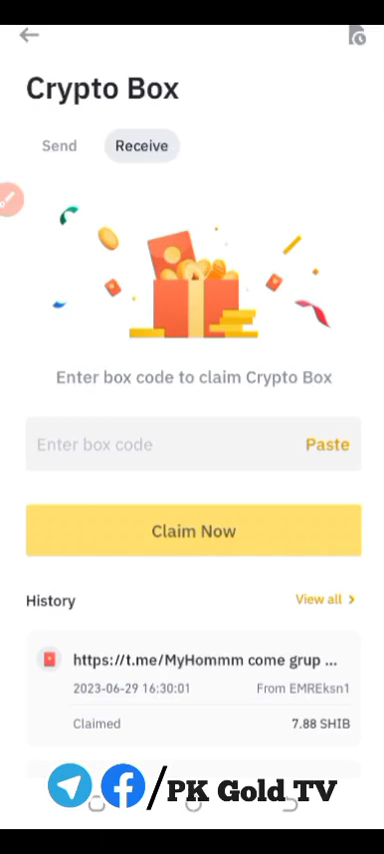 Crypto Box
Send Receive
Enter box code to claim Crypto Box
Enter box code Paste
Claim Now
History View all >
https://t.me/MyHommm come grup ...
2023-06-29 16:30:01 From EMREksn1
Claimed 7.88 SHIB
/PK Gold TV